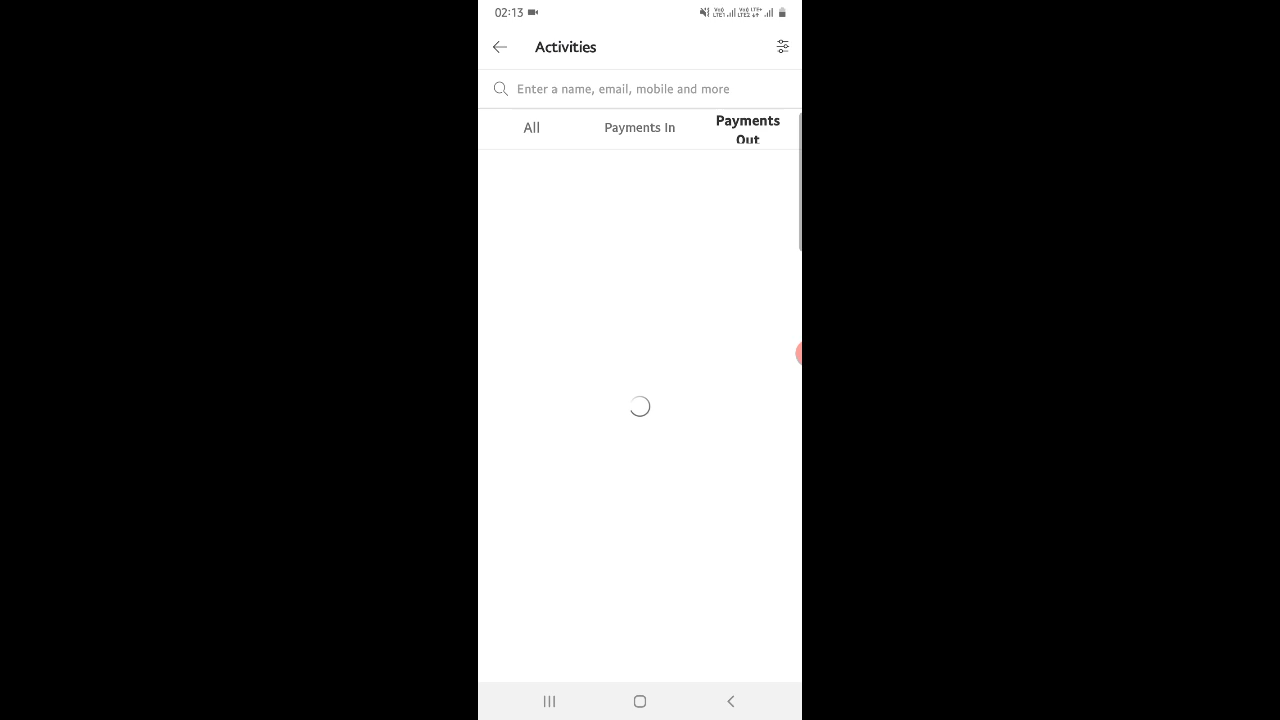 02:13
Activities
Enter a name, email, mobile and more
All
Payments In
Payments
Out